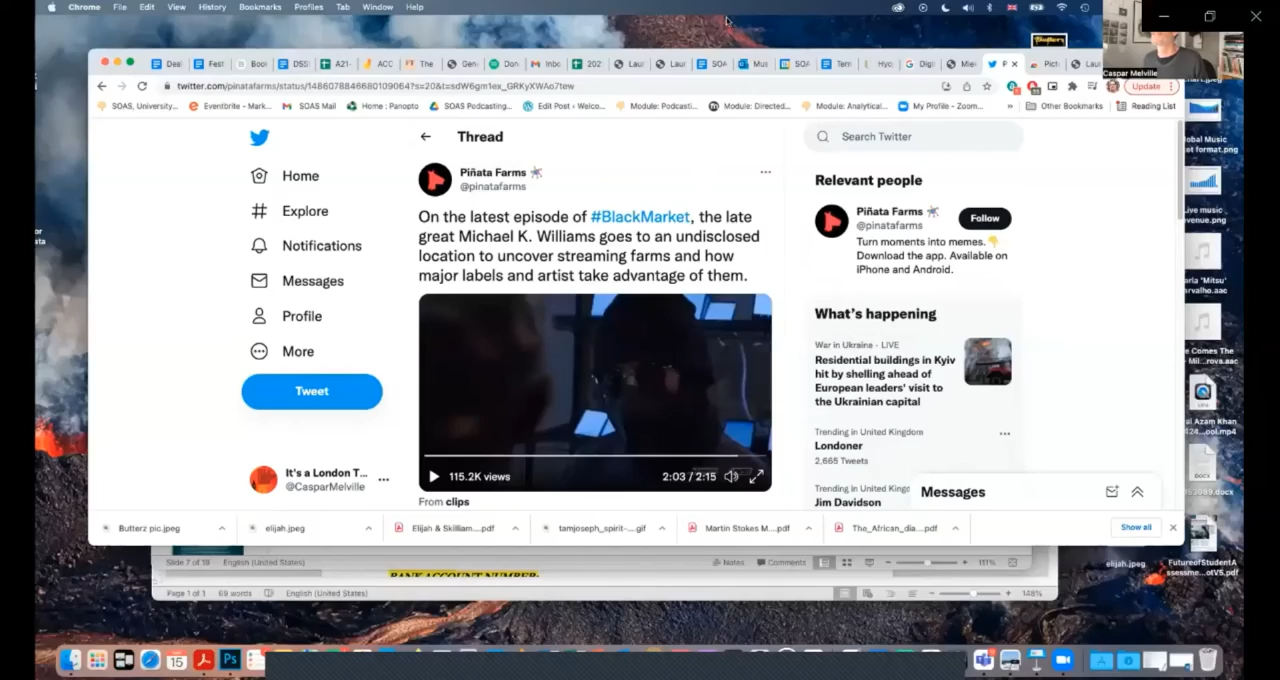 Chrome File Edit View History Bookmarks Profiles Tab Window Help
Caspar Melville
twitter.com/pinatafarms/status/1486078846680109064?s=20&t=sdW6gm1ex_GRKyXWAo7tew
Update
SOAS, University...
Eventbrite - Mark...
SOAS Mail
Home : Panopto
SOAS Podcasting...
Edit Post ‹ Welco...
Module: Podcasti...
Module: Directed...
Module: Analytical...
My Profile - Zoom...
Other Bookmarks
Reading List
Home
Explore
Notifications
Messages
Profile
More
Tweet
It's a London T...
@CasparMelville
Thread
Piñata Farms
@pinatafarms
On the latest episode of #BlackMarket, the late
great Michael K. Williams goes to an undisclosed
location to uncover streaming farms and how
major labels and artist take advantage of them.
115.2K views
2:03 / 2:15
From clips
Search Twitter
Relevant people
Piñata Farms
@pinatafarms
Follow
Turn moments into memes.
Download the app. Available on
iPhone and Android.
What's happening
War in Ukraine · LIVE
Residential buildings in Kyiv
hit by shelling ahead of
European leaders' visit to
the Ukrainian capital
Trending in United Kingdom
Londoner
2,665 Tweets
Trending in United Kingd
Jim Davidson
Messages
Butterz pic.jpeg
elijah.jpeg
Elijah & Skilliam....pdf
tamjoseph_spirit-...gif
Martin Stokes M....pdf
The_African_dia....pdf
Show all
Slide 7 of 19
English (United States)
Notes
Comments
111%
BANK ACCOUNT NUMBER:
Page 1 of 1
69 words
English (United States)
148%
elijah.jpeg
FutureofStudentA
15
Ps